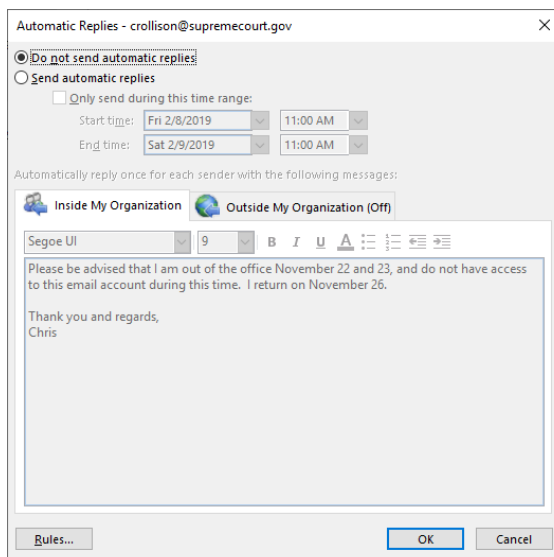 Automatic Replies - crollison@supremecourt.gov
Do not send automatic replies
Send automatic replies
Only send during this time range:
Start time: Fri 2/8/2019 11:00 AM
End time: Sat 2/9/2019 11:00 AM
Automatically reply once for each sender with the following messages:
Inside My Organization Outside My Organization (Off)
Segoe UI 9 B I U A
Please be advised that I am out of the office November 22 and 23, and do not have access
to this email account during this time.  I return on November 26.
Thank you and regards,
Chris
Rules... OK Cancel